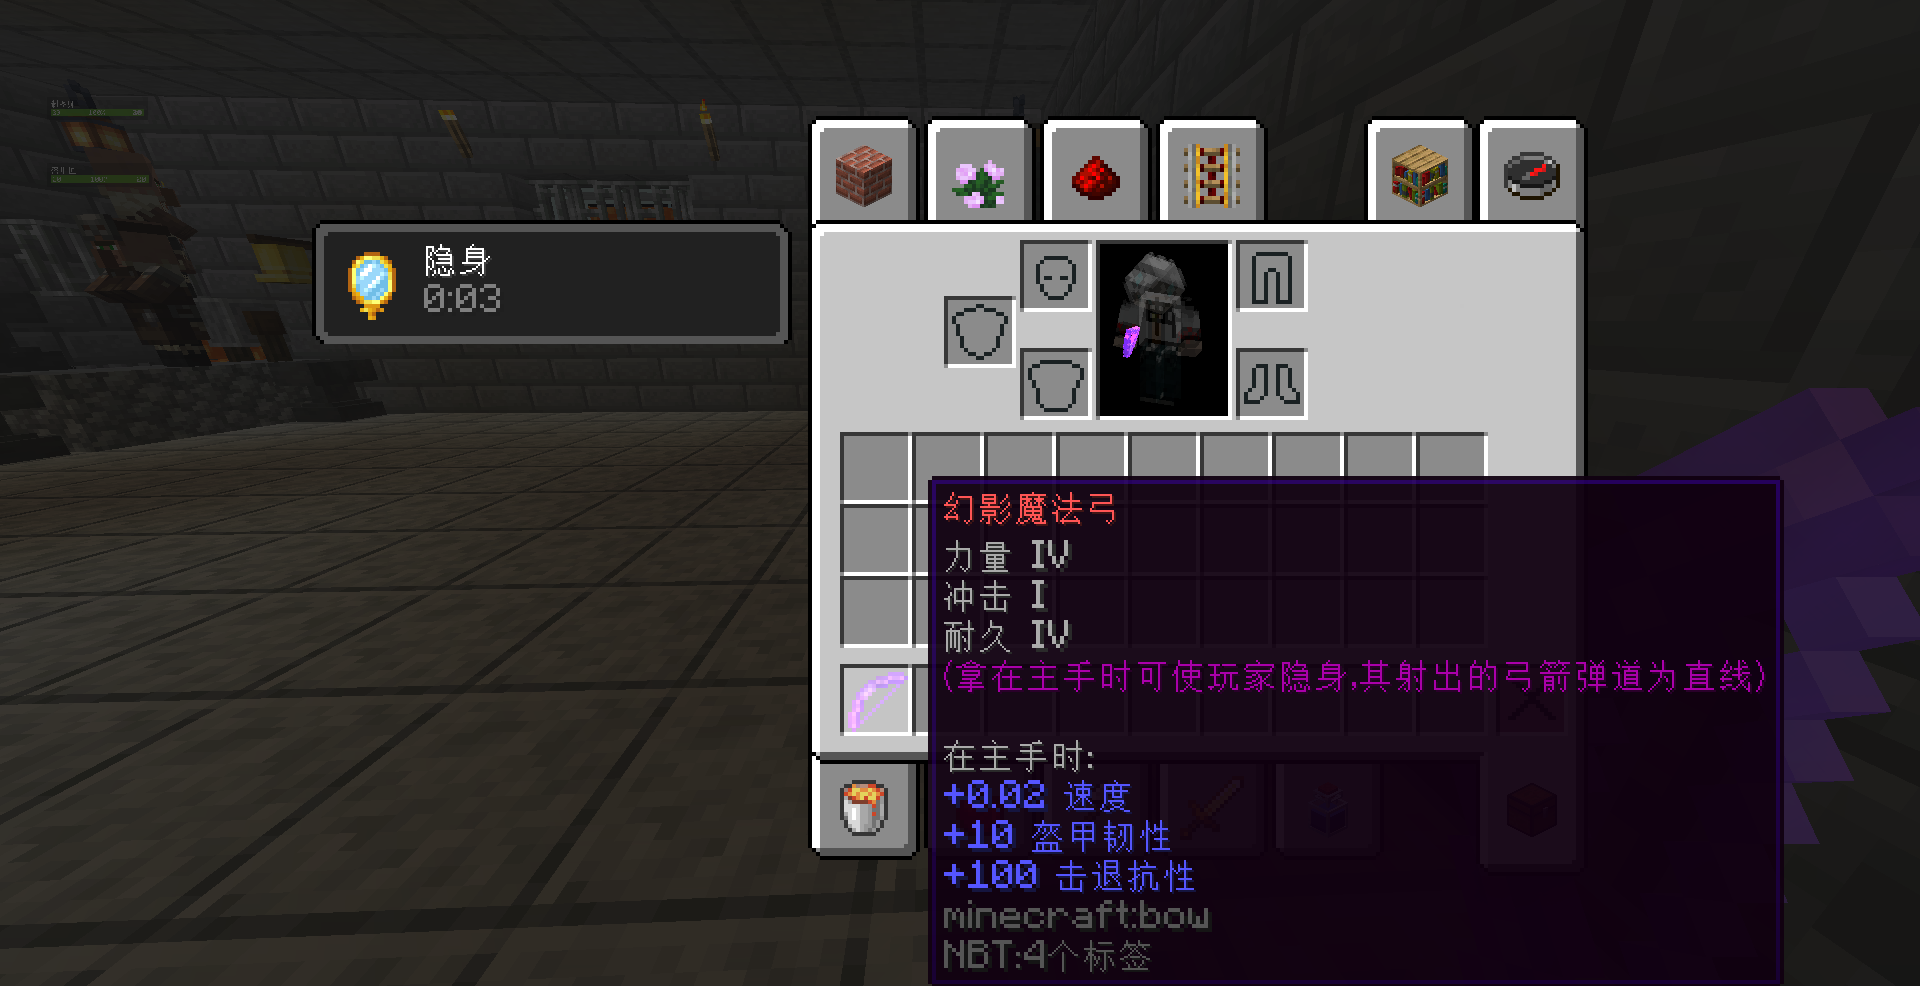 隐身
0:03
幻影魔法弓
力量 IV
冲击 I
耐久 IV
(拿在主手时可使玩家隐身,其射出的弓箭弹道为直线)
在主手时:
+0.02 速度
+10 盔甲韧性
+100 击退抗性
minecraft:bow
NBT:4个标签